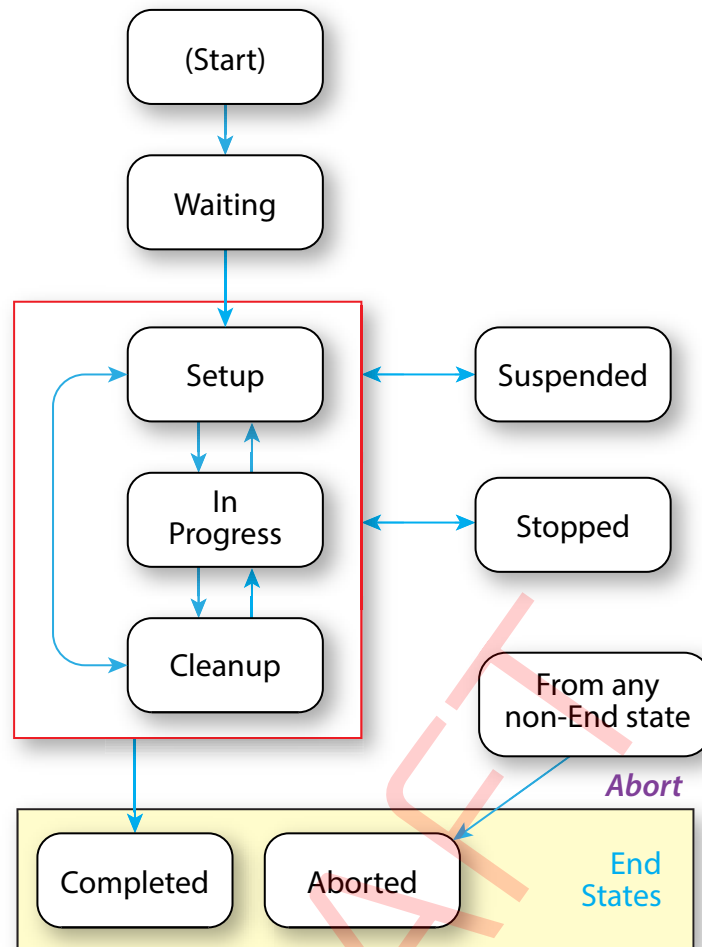 (Start)
Waiting
Setup
Suspended
In
Progress
Stopped
Cleanup
From any
non-End state
Abort
Completed
Aborted
End
States